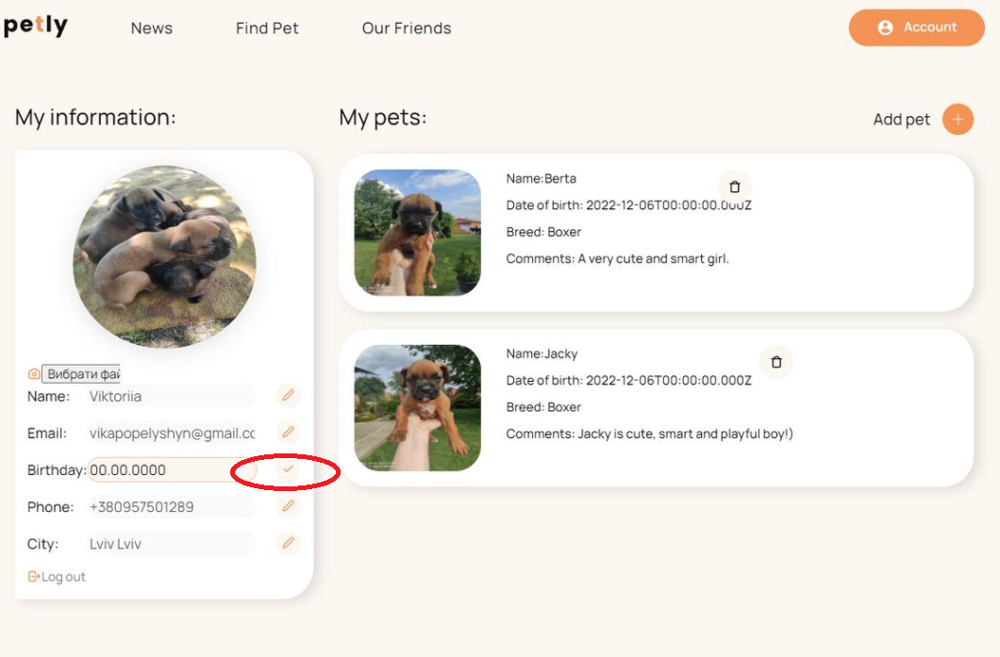 petly
News
Find Pet
Our Friends
Account
My information:
Вибрати фай
Name: Viktoriia
Email: vikapopelyshyn@gmail.cc
Birthday: 00.00.0000
Phone: +380957501289
City: Lviv Lviv
Log out
My pets:
Add pet
Name:Berta
Date of birth: 2022-12-06T00:00:00.000Z
Breed: Boxer
Comments: A very cute and smart girl.
Name:Jacky
Date of birth: 2022-12-06T00:00:00.000Z
Breed: Boxer
Comments: Jacky is cute, smart and playful boy!)